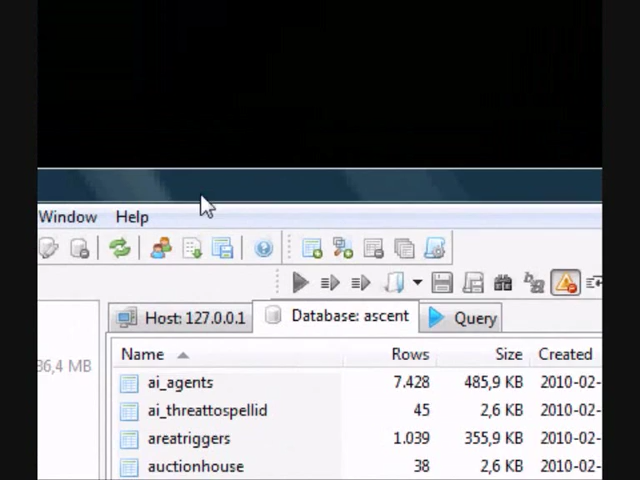 Window Help
Host: 127.0.0.1 Database: ascent Query
36,4 MB
Name Rows Size Created
ai_agents 7.428 485,9 KB 2010-02-
ai_threattospellid 45 2,6 KB 2010-02-
areatriggers 1.039 355,9 KB 2010-02-
auctionhouse 38 2,6 KB 2010-02-